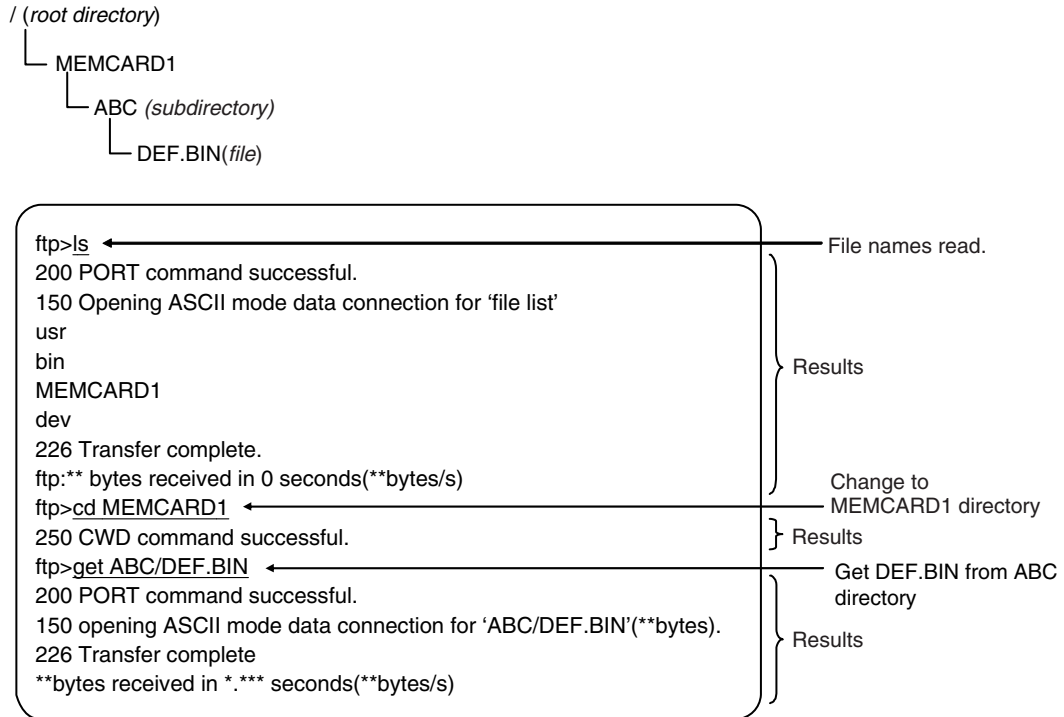 / (root directory)
MEMCARD1
ABC (subdirectory)
DEF.BIN(file)
ftp>ls
File names read.
200 PORT command successful.
150 Opening ASCII mode data connection for ‘file list’
usr
bin
MEMCARD1
Results
dev
226 Transfer complete.
ftp:** bytes received in 0 seconds(**bytes/s)
ftp>cd MEMCARD1
Change to
MEMCARD1 directory
250 CWD command successful.
Results
ftp>get ABC/DEF.BIN
Get DEF.BIN from ABC
directory
200 PORT command successful.
150 opening ASCII mode data connection for ‘ABC/DEF.BIN’(**bytes).
Results
226 Transfer complete
**bytes received in *.*** seconds(**bytes/s)